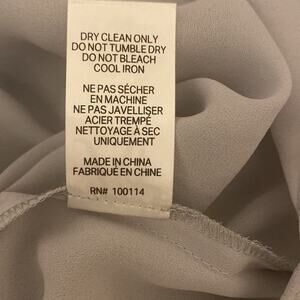 DRY CLEAN ONLY
DO NOT TUMBLE DRY
DO NOT BLEACH
COOL IRON
NE PAS SÉCHER
EN MACHINE
NE PAS JAVELLISER
ACIER TREMPÉ
NETTOYAGE À SEC
UNIQUEMENT
MADE IN CHINA
FABRIQUÉ EN CHINE
RN# 100114